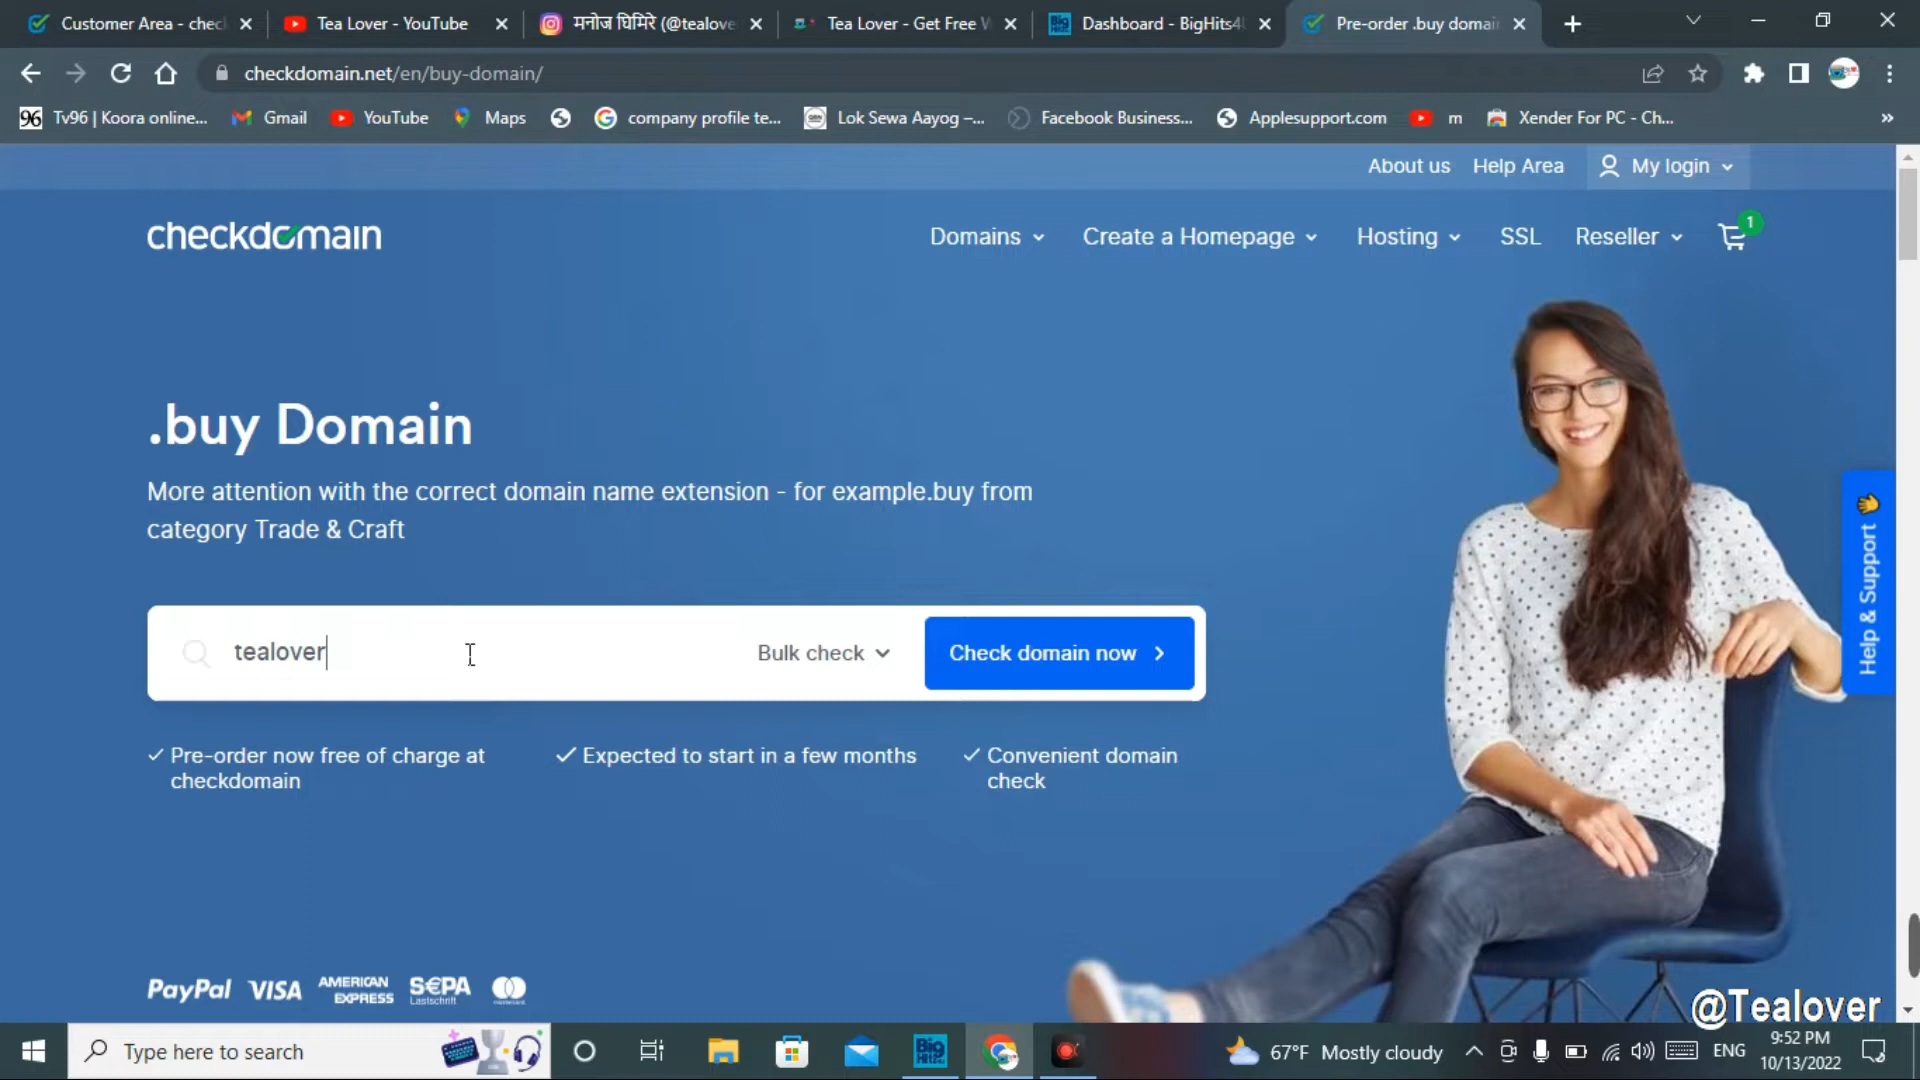 Customer Area - chec
Tea Lover - YouTube
मनोज घिमिरे (@tealove
Tea Lover - Get Free W
Dashboard - BigHits4U
Pre-order .buy domai
checkdomain.net/en/buy-domain/
96 Tv96 | Koora online...
Gmail
YouTube
Maps
company profile te...
Lok Sewa Aayog –...
Facebook Business...
Applesupport.com
m
Xender For PC - Ch...
About us
Help Area
My login
checkdomain
Domains
Create a Homepage
Hosting
SSL
Reseller
1
.buy Domain
More attention with the correct domain name extension - for example.buy from
category Trade & Craft
tealover
Bulk check
Check domain now
Help & Support
Pre-order now free of charge at
checkdomain
Expected to start in a few months
Convenient domain
check
PayPal
VISA
AMERICAN
EXPRESS
S€PA
Lastschrift
@Tealover
Type here to search
67°F Mostly cloudy
ENG
9:52 PM
10/13/2022